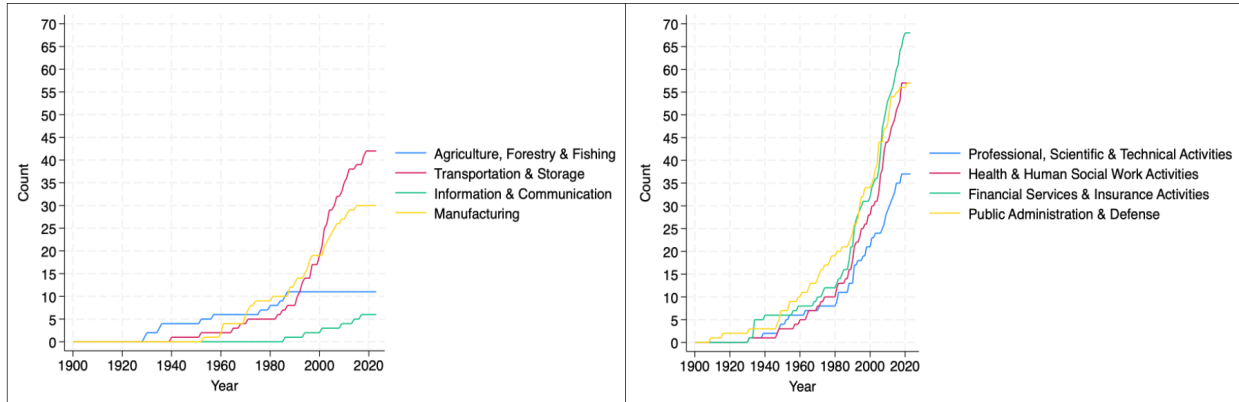 70
65
60
55
50
45
40
35
30
25
20
15
10
5
0
Count
1900 1920 1940 1960 1980 2000 2020
Year
Agriculture, Forestry & Fishing
Transportation & Storage
Information & Communication
Manufacturing
70
65
60
55
50
45
40
35
30
25
20
15
10
5
0
Count
1900 1920 1940 1960 1980 2000 2020
Year
Professional, Scientific & Technical Activities
Health & Human Social Work Activities
Financial Services & Insurance Activities
Public Administration & Defense